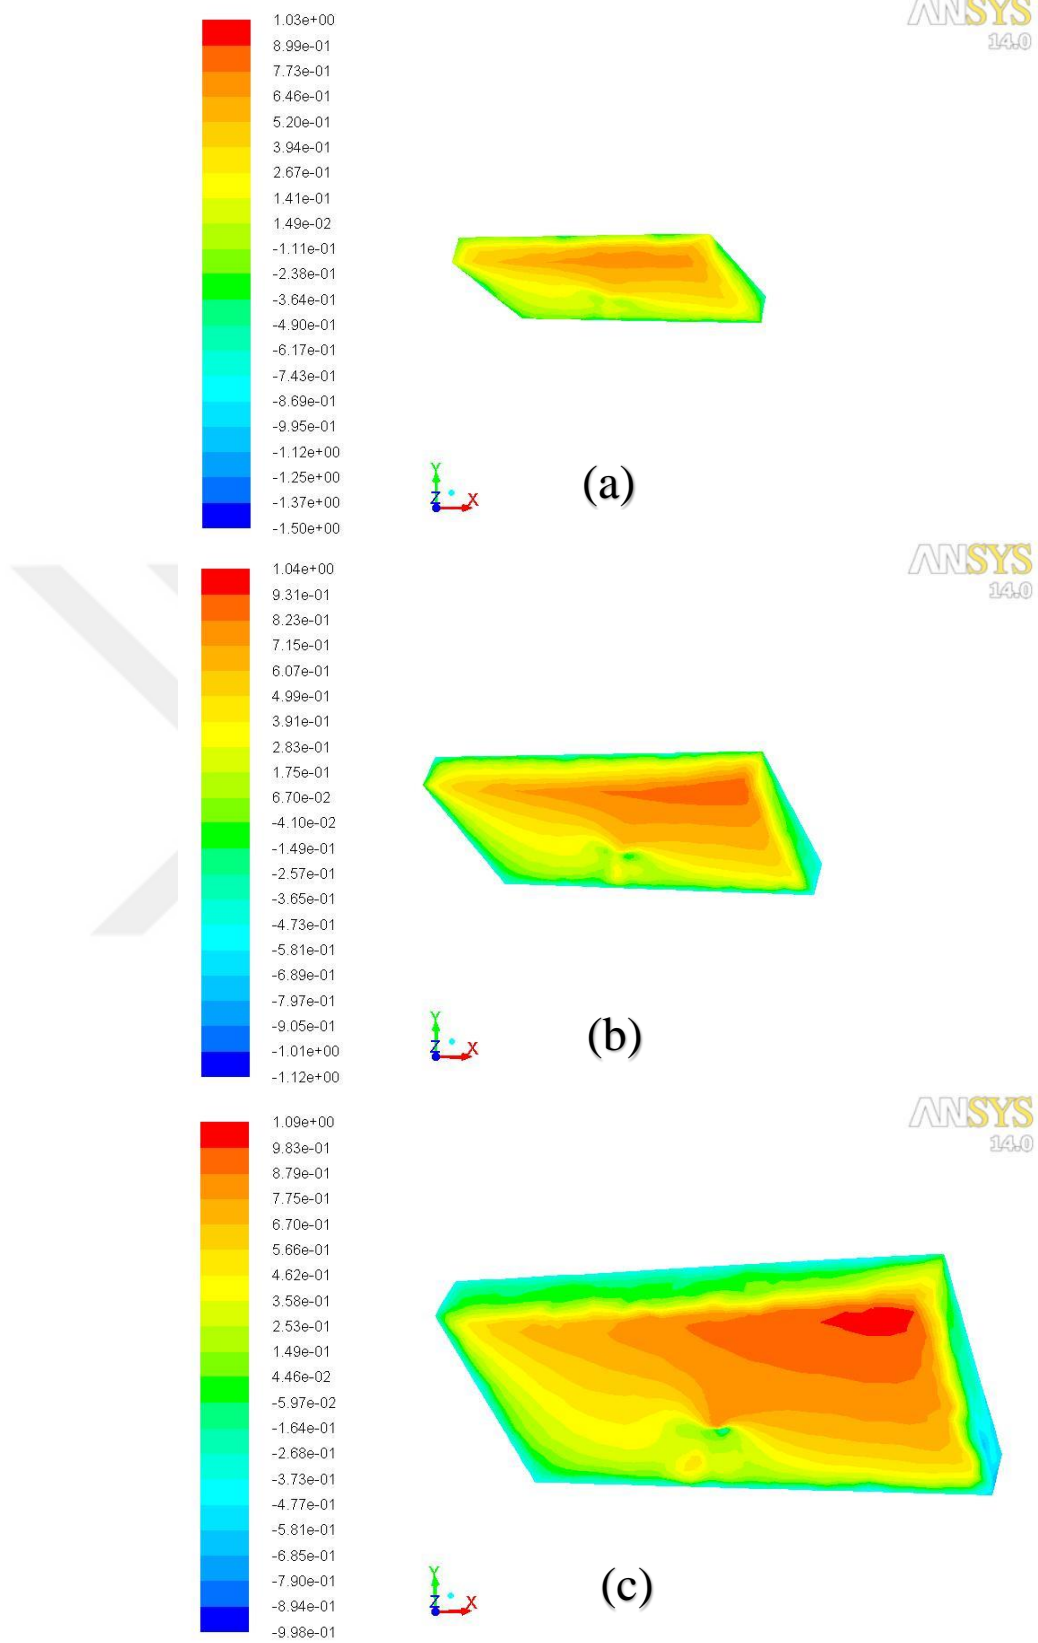 ANSYS
14.0
1.03e+00
8.99e-01
7.73e-01
6.46e-01
5.20e-01
3.94e-01
2.67e-01
1.41e-01
1.49e-02
-1.11e-01
-2.38e-01
-3.64e-01
-4.90e-01
-6.17e-01
-7.43e-01
-8.69e-01
-9.95e-01
-1.12e+00
-1.25e+00
-1.37e+00
-1.50e+00
Y
Z X
(a)
ANSYS
14.0
1.04e+00
9.31e-01
8.23e-01
7.15e-01
6.07e-01
4.99e-01
3.91e-01
2.83e-01
1.75e-01
6.70e-02
-4.10e-02
-1.49e-01
-2.57e-01
-3.65e-01
-4.73e-01
-5.81e-01
-6.89e-01
-7.97e-01
-9.05e-01
-1.01e+00
-1.12e+00
Y
Z X
(b)
ANSYS
14.0
1.09e+00
9.83e-01
8.79e-01
7.75e-01
6.70e-01
5.66e-01
4.62e-01
3.58e-01
2.53e-01
1.49e-01
4.46e-02
-5.97e-02
-1.64e-01
-2.68e-01
-3.73e-01
-4.77e-01
-5.81e-01
-6.85e-01
-7.90e-01
-8.94e-01
-9.98e-01
Y
Z X
(c)